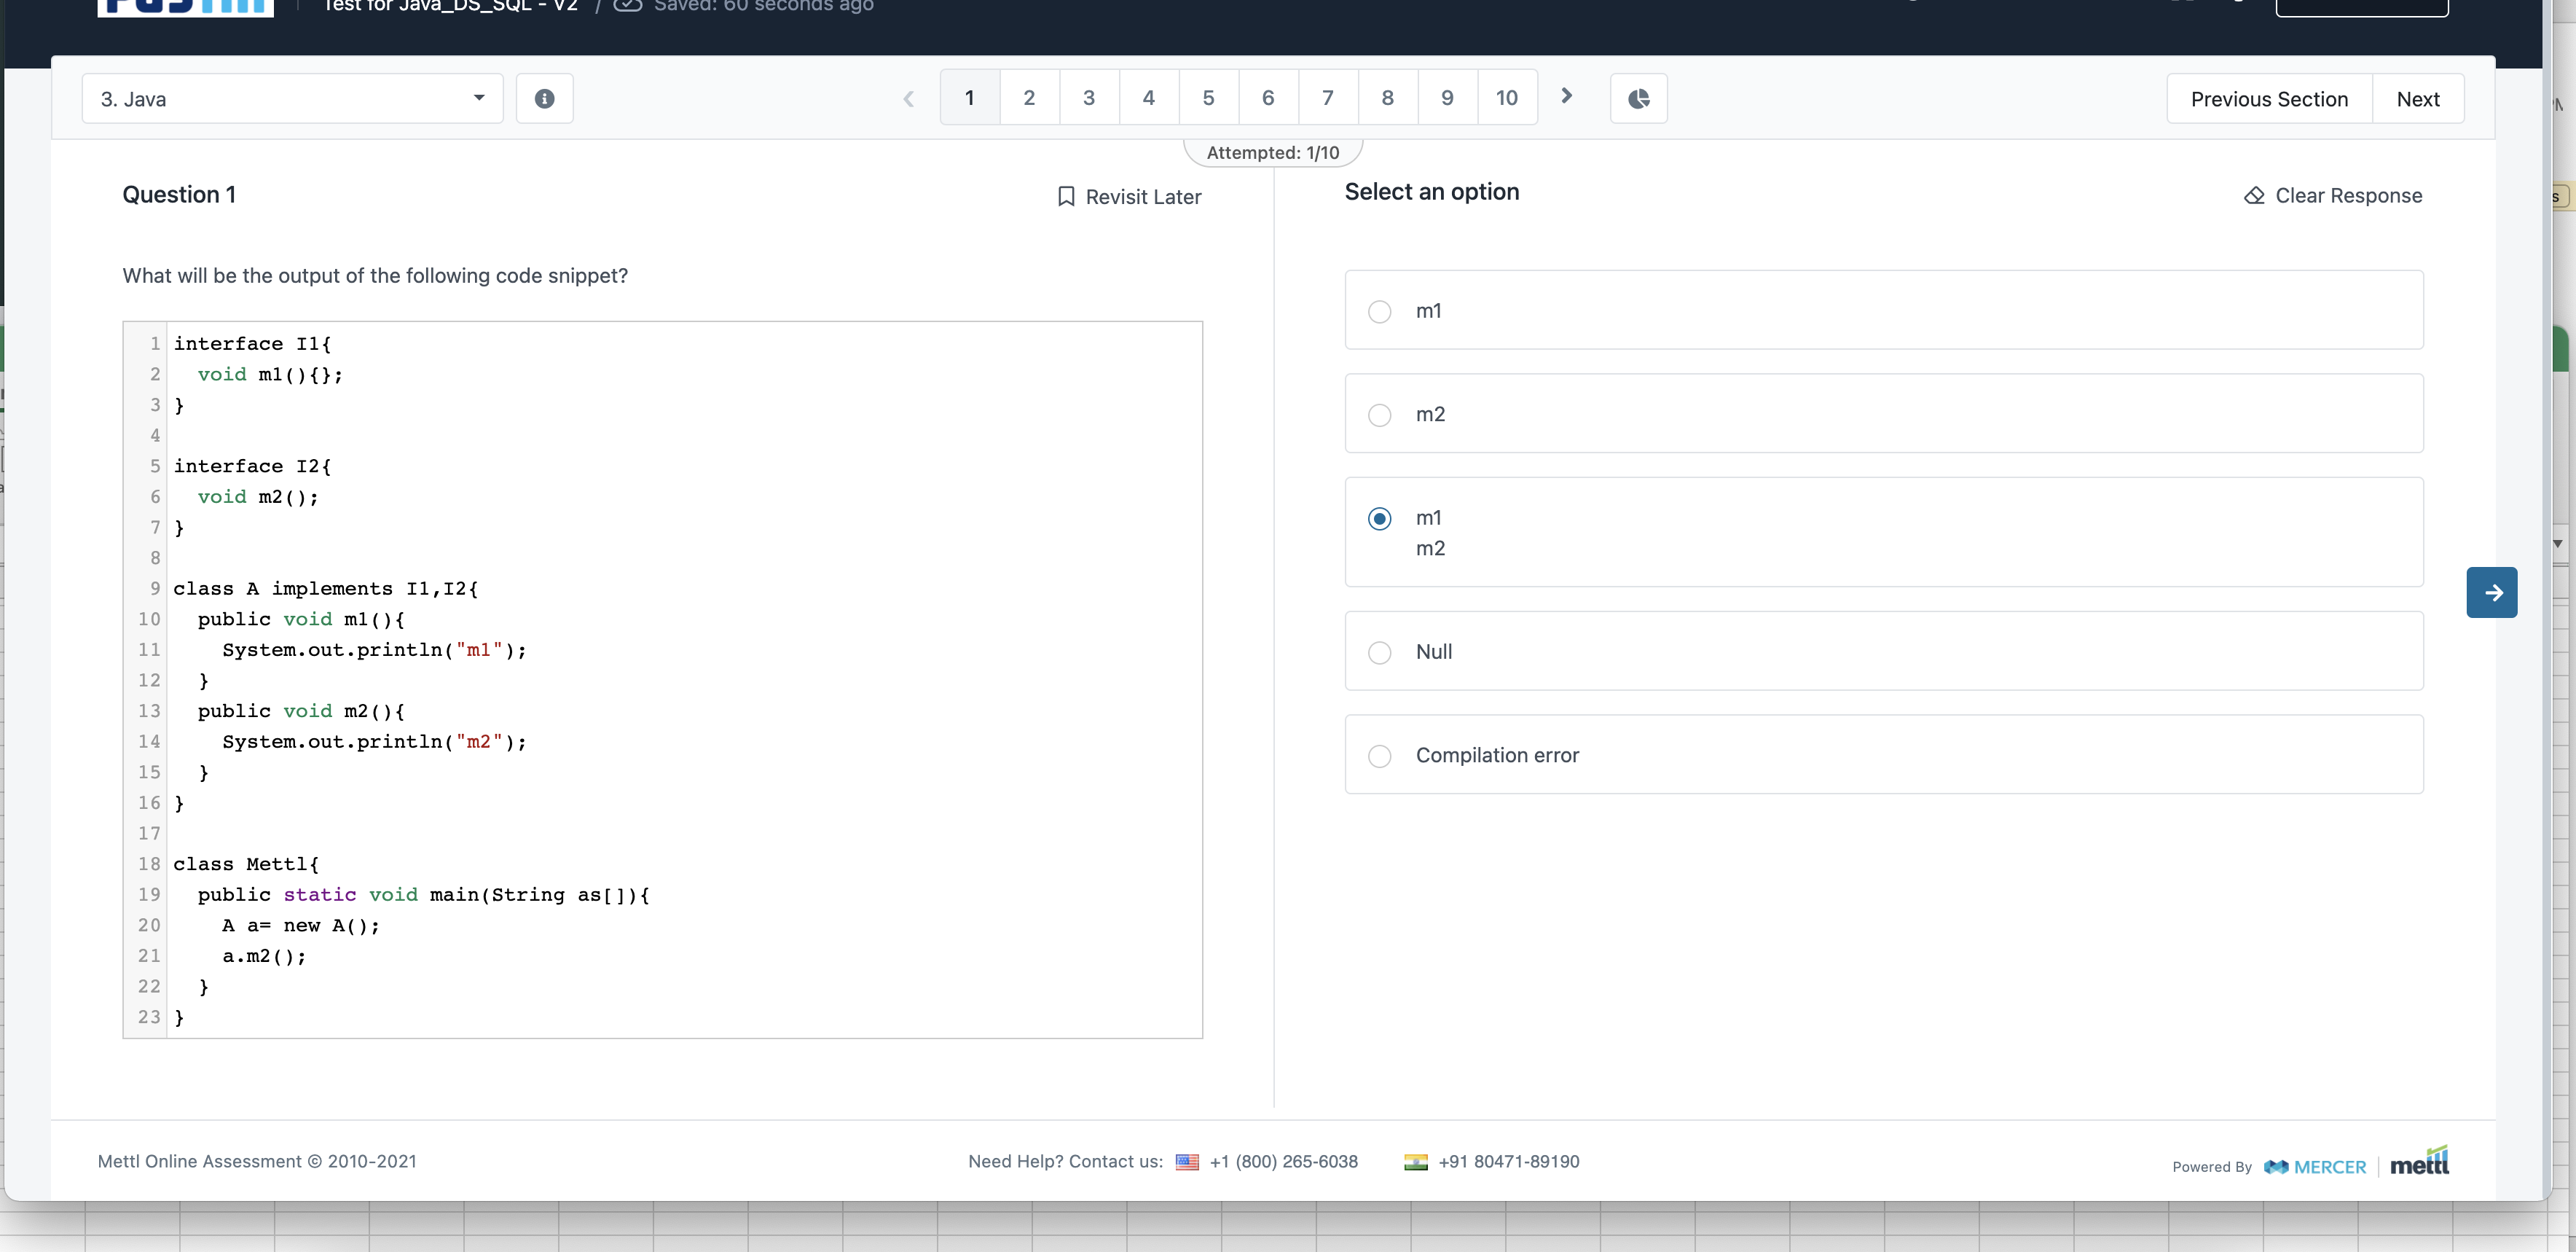 Test for Java_DS_SQL - V2 / Saved: 60 seconds ago
3. Java
1 2 3 4 5 6 7 8 9 10
Previous Section Next
Attempted: 1/10
Question 1
Revisit Later
What will be the output of the following code snippet?
1 interface I1{
2 void m1(){};
3 }
4
5 interface I2{
6 void m2();
7 }
8
9 class A implements I1,I2{
10 public void m1(){
11 System.out.println("m1");
12 }
13 public void m2(){
14 System.out.println("m2");
15 }
16 }
17
18 class Mettl{
19 public static void main(String as[]){
20 A a= new A();
21 a.m2();
22 }
23 }
Select an option
Clear Response
m1
m2
m1
m2
Null
Compilation error
Mettl Online Assessment © 2010-2021
Need Help? Contact us: +1 (800) 265-6038 +91 80471-89190
Powered By MERCER | mettl